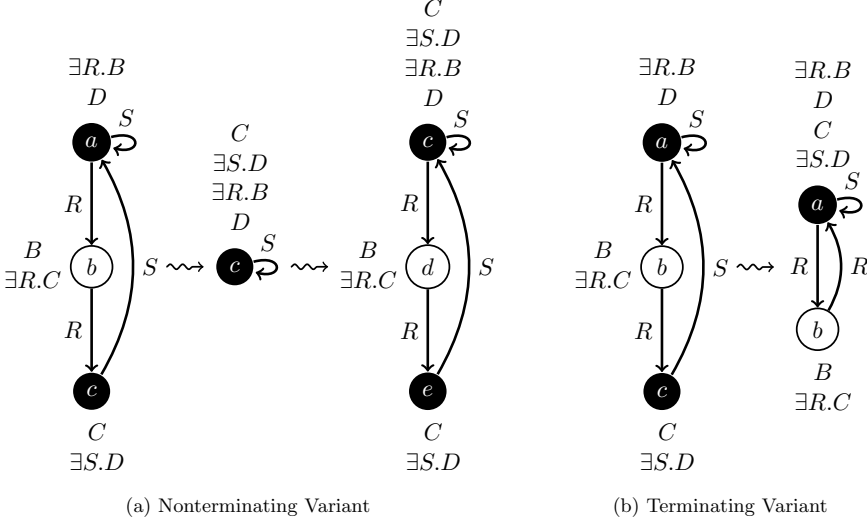 ∃R.B
D
a
S
R
B
∃R.C
b
S
R
c
C
∃S.D
C
∃S.D
∃R.B
D
c
S
C
∃S.D
∃R.B
D
c
S
R
B
∃R.C
d
S
R
e
C
∃S.D
(a) Nonterminating Variant
∃R.B
D
a
S
R
B
∃R.C
b
S
R
c
C
∃S.D
∃R.B
D
C
∃S.D
a
S
R
R
b
B
∃R.C
(b) Terminating Variant